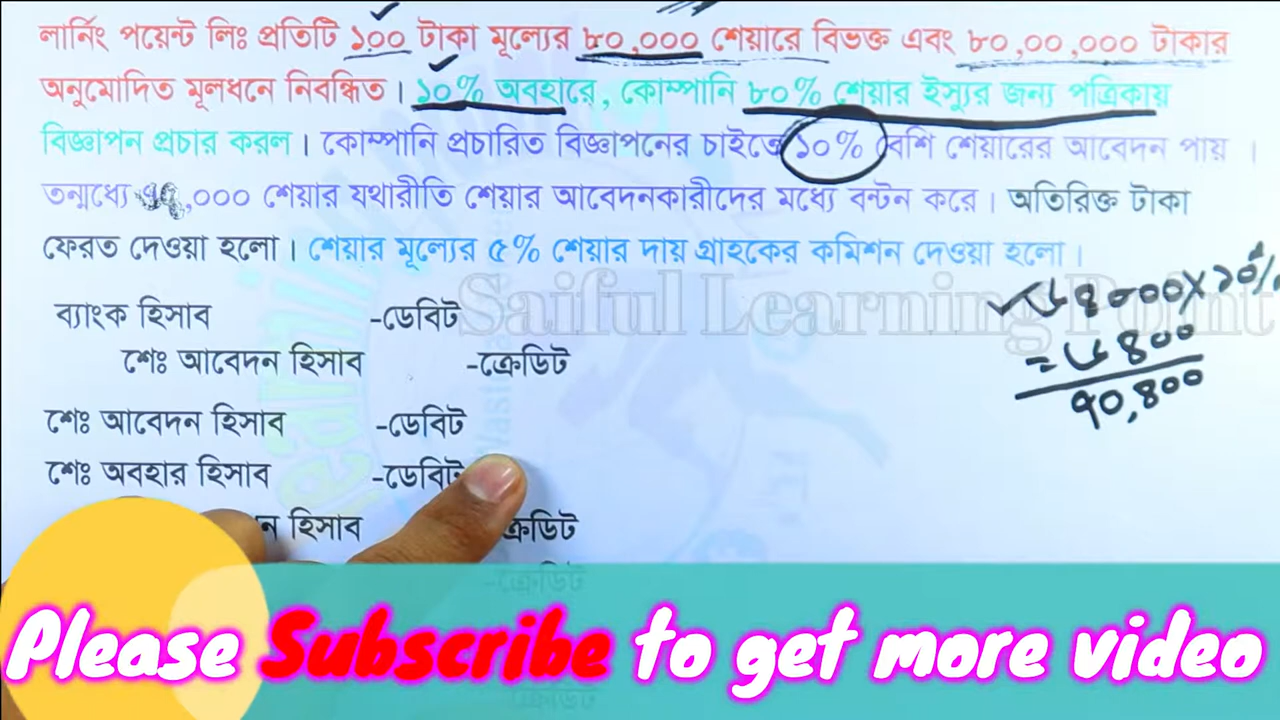 লার্নিং পয়েন্ট লিঃ প্রতিটি ১০০ টাকা মূল্যের ৮০,০০০ শেয়ারে বিভক্ত এবং ৮০,০০,০০০ টাকার
অনুমোদিত মূলধনে নিবন্ধিত। ১০% অবহারে, কোম্পানি ৮০% শেয়ার ইস্যুর জন্য পত্রিকায়
বিজ্ঞাপন প্রচার করল। কোম্পানি প্রচারিত বিজ্ঞাপনের চাইতে ১০% বেশি শেয়ারের আবেদন পায়।
তন্মধ্যে ,০০০ শেয়ার যথারীতি শেয়ার আবেদনকারীদের মধ্যে বন্টন করে। অতিরিক্ত টাকা
ফেরত দেওয়া হলো। শেয়ার মূল্যের ৫% শেয়ার দায় গ্রাহকের কমিশন দেওয়া হলো।
Saiful Learning Point
৬৪০০০X১০%
= ৬৪০০
৭০,৪০০
ব্যাংক হিসাব -ডেবিট
শেঃ আবেদন হিসাব -ক্রেডিট
শেঃ আবেদন হিসাব -ডেবিট
শেঃ অবহার হিসাব -ডেবিট
ন হিসাব ক্রেডিট
-ক্রেডিট
Please Subscribe to get more video
ক্রেডিট